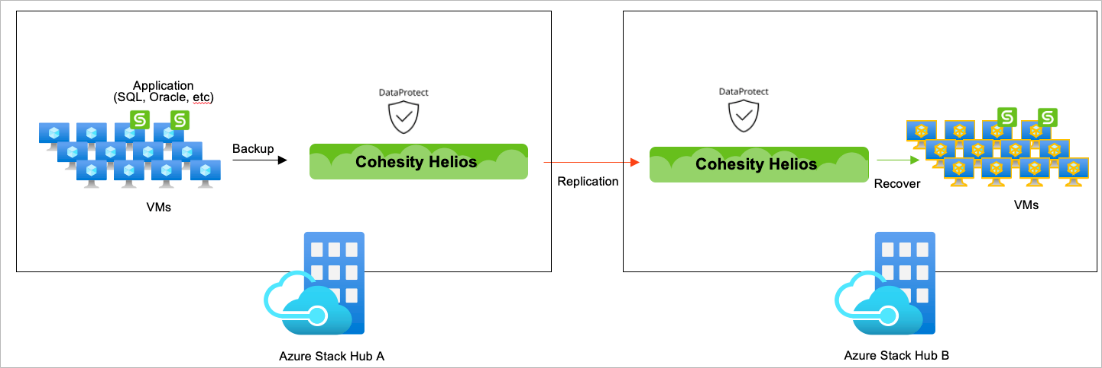 Application
(SQL, Oracle, etc)
S
S
VMs
Backup
DataProtect
Cohesity Helios
Azure Stack Hub A
Replication
DataProtect
Cohesity Helios
Recover
S
S
VMs
Azure Stack Hub B